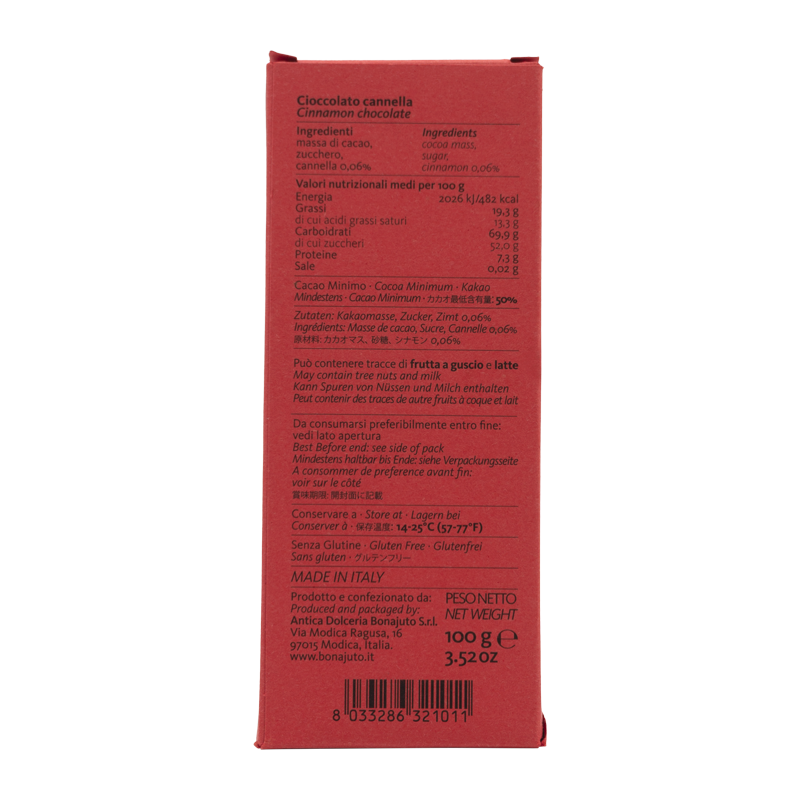 Cioccolato cannella
Cinnamon chocolate
Ingredienti
massa di cacao,
zucchero,
cannella 0,06%
Ingredients
cocoa mass,
sugar,
cinnamon 0,06%
Valori nutrizionali medi per 100 g
Energia 2026 kJ/482 kcal
Grassi 19,3 g
di cui acidi grassi saturi 13,3 g
Carboidrati 69,9 g
di cui zuccheri 52,0 g
Proteine 7,3 g
Sale 0,02 g
Cacao Minimo · Cocoa Minimum · Kakao
Mindestens · Cacao Minimum · カカオ最低含有量: 50%
Zutaten: Kakaomasse, Zucker, Zimt 0,06%
Ingrédients: Masse de cacao, Sucre, Cannelle 0,06%
原材料: カカオマス、砂糖、シナモン 0,06%
Può contenere tracce di frutta a guscio e latte
May contain tree nuts and milk
Kann Spuren von Nüssen und Milch enthalten
Peut contenir des traces de autre fruits à coque et lait
Da consumarsi preferibilmente entro fine:
vedi lato apertura
Best Before end: see side of pack
Mindestens haltbar bis Ende: siehe Verpackungsseite
A consommer de preference avant fin:
voir sur le côté
賞味期限: 開封面に記載
Conservare a · Store at · Lagern bei
Conserver à · 保存温度: 14-25°C (57-77°F)
Senza Glutine · Gluten Free · Glutenfrei
Sans gluten · グルテンフリー
MADE IN ITALY
Prodotto e confezionato da:
Produced and packaged by:
Antica Dolceria Bonajuto S.r.l.
Via Modica Ragusa, 16
97015 Modica, Italia.
www.bonajuto.it
PESO NETTO
NET WEIGHT
100 g ℮
3.52 oz
8 033286 321011